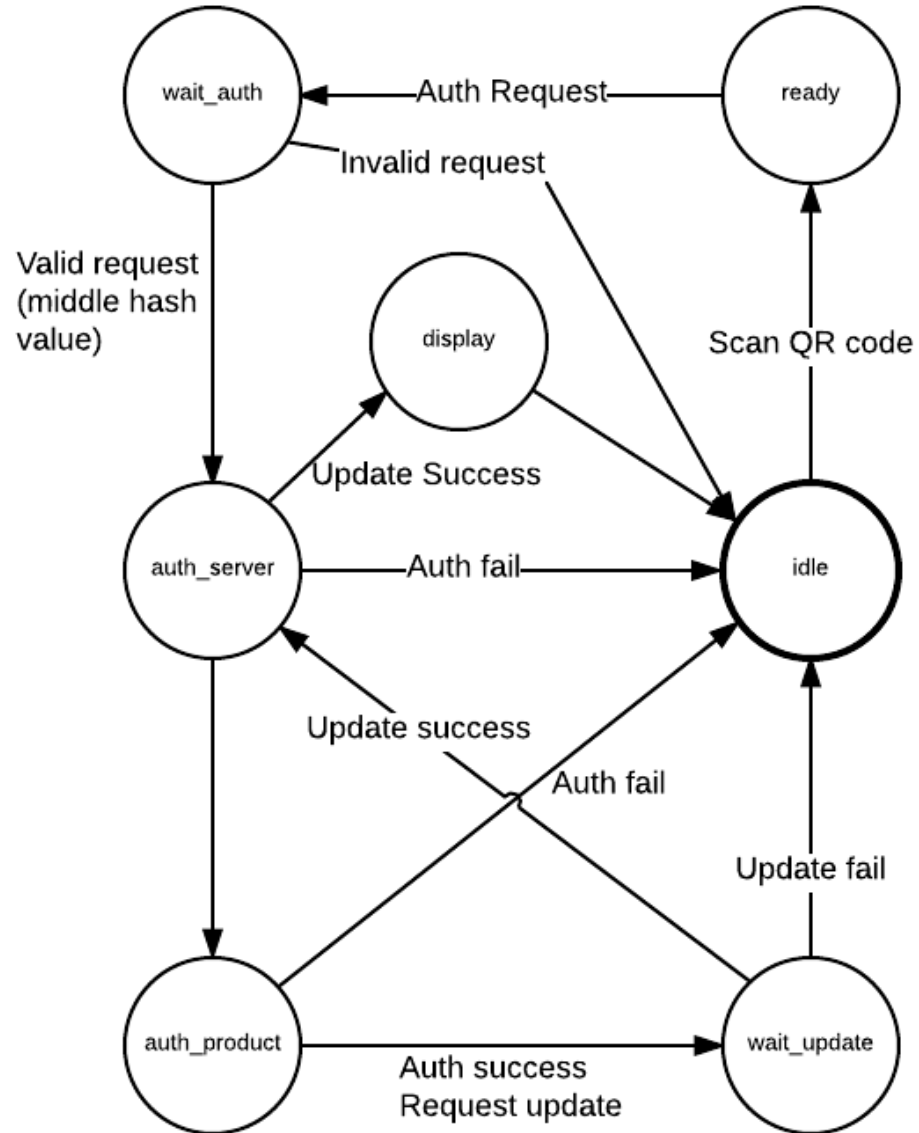 wait_auth
Auth Request
ready
Invalid request
Valid request
(middle hash
value)
display
Scan QR code
Update Success
auth_server
Auth fail
idle
Update success
Auth fail
Update fail
auth_product
wait_update
Auth success
Request update